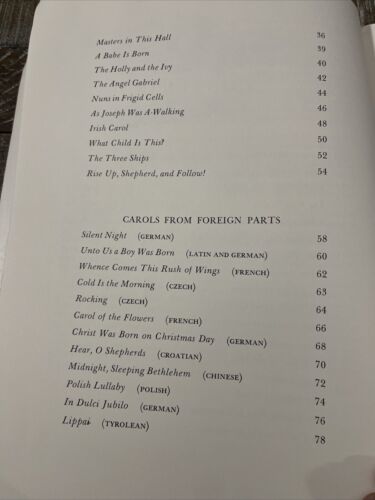 Masters in This Hall 36
A Babe Is Born 39
The Holly and the Ivy 40
The Angel Gabriel 42
Nuns in Frigid Cells 44
As Joseph Was A-Walking 46
Irish Carol 48
What Child Is This? 50
The Three Ships 52
Rise Up, Shepherd, and Follow! 54
CAROLS FROM FOREIGN PARTS
Silent Night (GERMAN) 58
Unto Us a Boy Was Born (LATIN AND GERMAN) 60
Whence Comes This Rush of Wings (FRENCH) 62
Cold Is the Morning (CZECH) 63
Rocking (CZECH) 64
Carol of the Flowers (FRENCH) 66
Christ Was Born on Christmas Day (GERMAN) 68
Hear, O Shepherds (CROATIAN) 70
Midnight, Sleeping Bethlehem (CHINESE) 72
Polish Lullaby (POLISH) 74
In Dulci Jubilo (GERMAN) 76
Lippai (TYROLEAN) 78